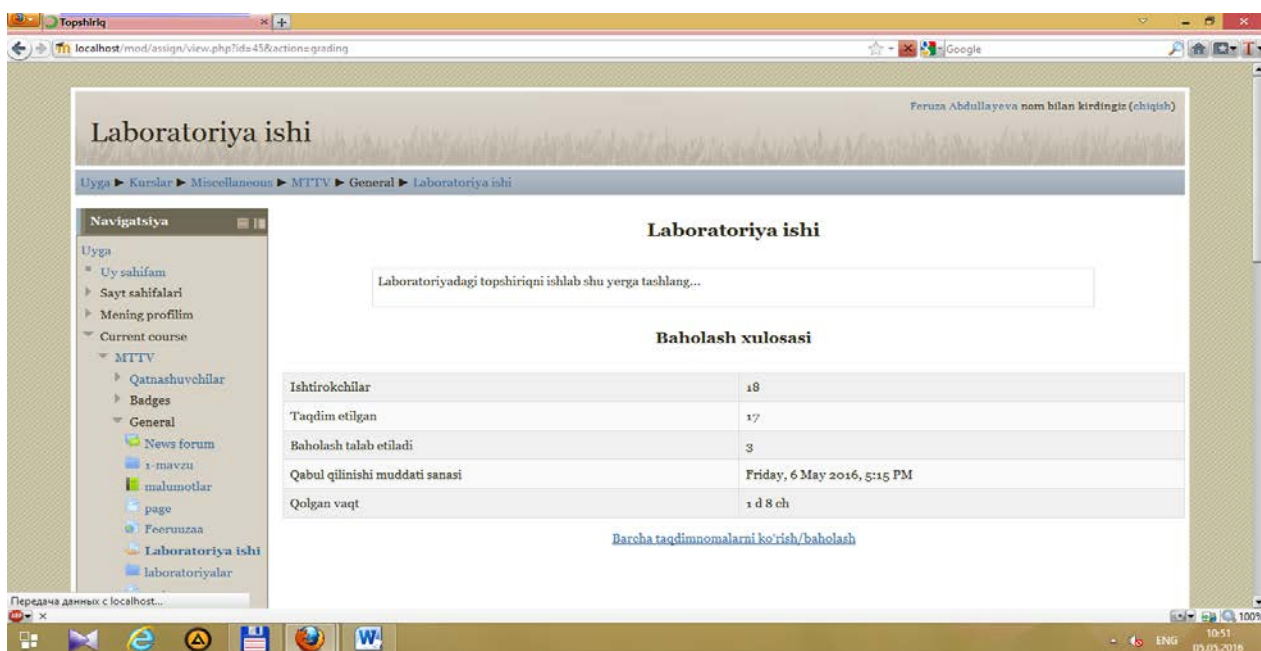 Topshiriq
localhost/mod/assign/view.php?id=45&action=grading
Google
Feruza Abdullayeva nom bilan kirdingiz (chiqish)
Laboratoriya ishi
Uyga ► Kurslar ► Miscellaneous ► MTTV ► General ► Laboratoriya ishi
Navigatsiya
Uyga
Uy sahifam
Sayt sahifalari
Mening profilim
Current course
MTTV
Qatnashuvchilar
Badges
General
News forum
1-mavzu
malumotlar
page
Feeruuzaa
Laboratoriya ishi
laboratoriyalar
Laboratoriya ishi
Laboratoriyadagi topshiriqni ishlab shu yerga tashlang...
Baholash xulosasi
Ishtirokchilar 18
Taqdim etilgan 17
Baholash talab etiladi 3
Qabul qilinishi muddati sanasi Friday, 6 May 2016, 5:15 PM
Qolgan vaqt 1 d 8 ch
Barcha taqdimnomalarni ko'rish/baholash
Передача данных с localhost...
100%
ENG 10:51
05.05.2016